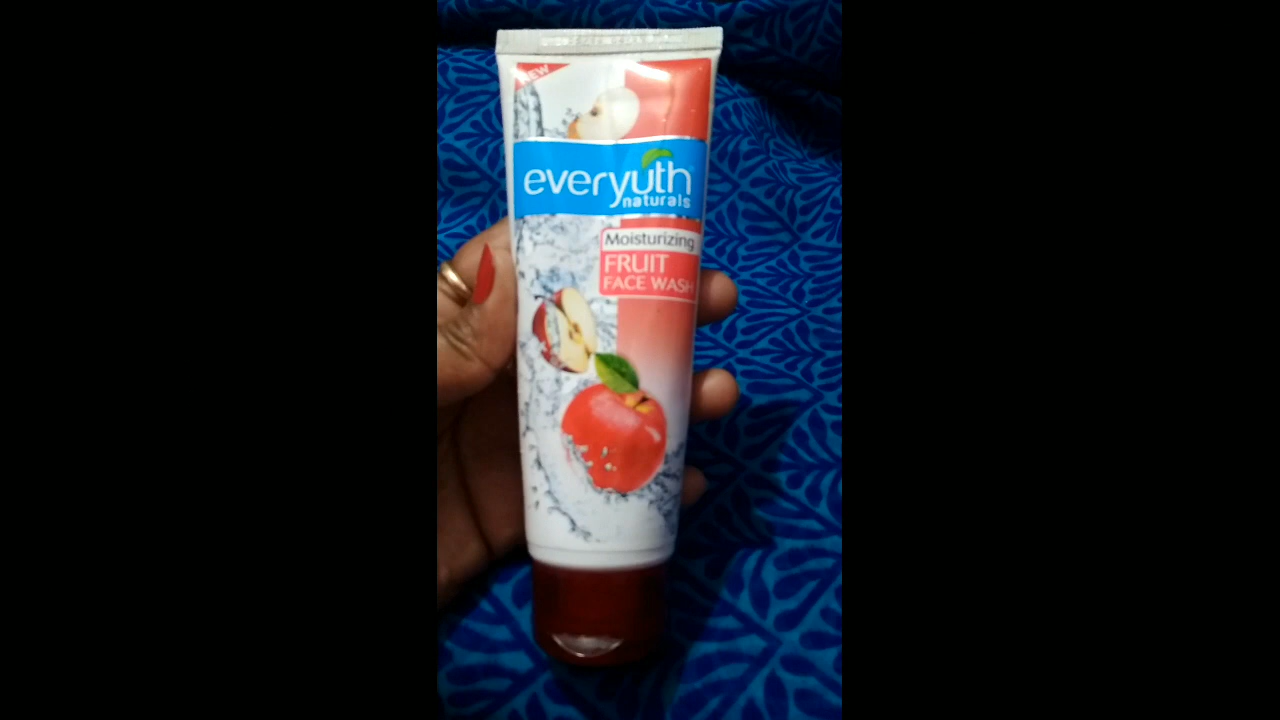 NEW
everyuth
naturals
Moisturizing
FRUIT
FACE WASH